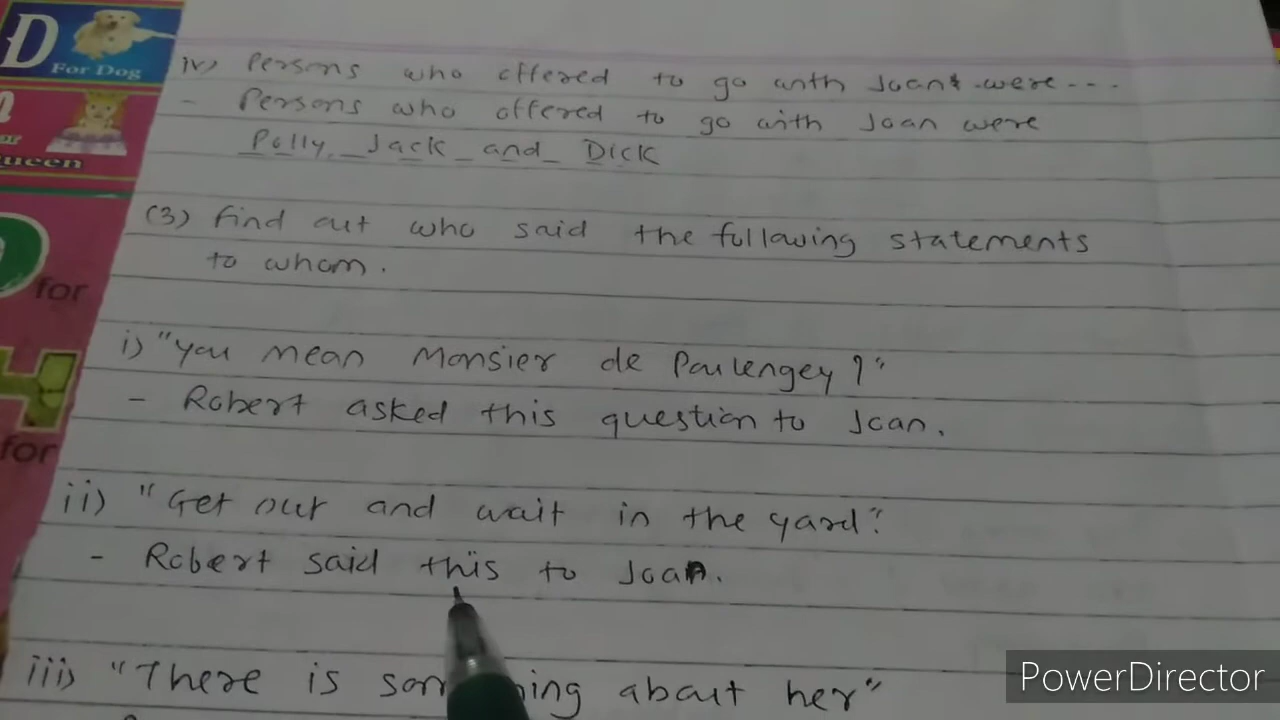 D
For Dog
Queen
for
H
for
iv) Persons who offered to go with Joan were---
- Persons who offered to go with Joan were
Polly, Jack and Dick
(3) Find out who said the following statements
to whom.
i) "You mean Monsier de Poulengey?"
- Robert asked this question to Joan.
ii) "Get out and wait in the yard."
- Robert said this to Joan.
iii) "There is something about her"
PowerDirector